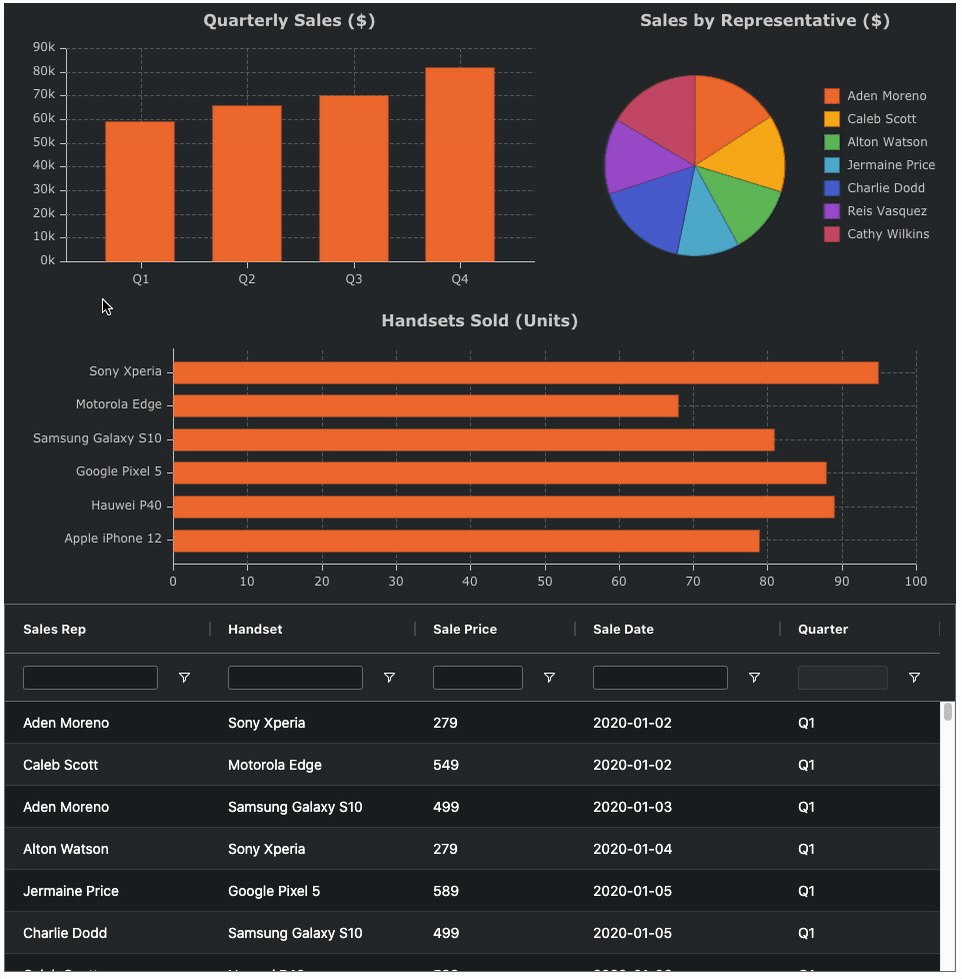 Quarterly Sales ($)
90k
80k
70k
60k
50k
40k
30k
20k
10k
0k
Q1 Q2 Q3 Q4
Sales by Representative ($)
Aden Moreno
Caleb Scott
Alton Watson
Jermaine Price
Charlie Dodd
Reis Vasquez
Cathy Wilkins
Handsets Sold (Units)
Sony Xperia
Motorola Edge
Samsung Galaxy S10
Google Pixel 5
Hauwei P40
Apple iPhone 12
0 10 20 30 40 50 60 70 80 90 100
Sales Rep Handset Sale Price Sale Date Quarter
Aden Moreno Sony Xperia 279 2020-01-02 Q1
Caleb Scott Motorola Edge 549 2020-01-02 Q1
Aden Moreno Samsung Galaxy S10 499 2020-01-03 Q1
Alton Watson Sony Xperia 279 2020-01-04 Q1
Jermaine Price Google Pixel 5 589 2020-01-05 Q1
Charlie Dodd Samsung Galaxy S10 499 2020-01-05 Q1